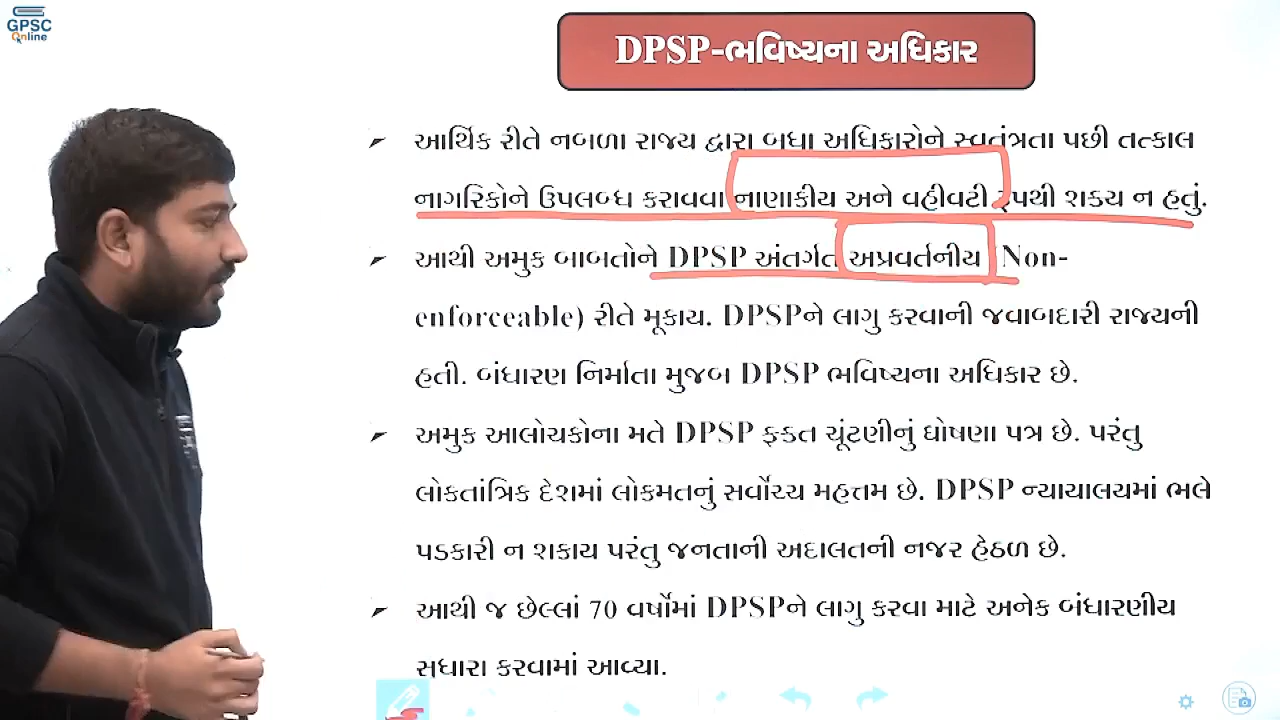 GPSC
Online
DPSP-ભવિષ્યના અધિકાર
➤ આર્થિક રીતે નબળા રાજ્ય દ્વારા બધા અધિકારોને સ્વતંત્રતા પછી તત્કાલ
નાગરિકોને ઉપલબ્ધ કરાવવા નાણાકીય અને વહીવટી રૂપથી શક્ય ન હતું.
➤ આથી અમુક બાબતોને DPSP અંતર્ગત અપ્રવર્તનીય Non-
enforceable) રીતે મૂકાય. DPSPને લાગુ કરવાની જવાબદારી રાજ્યની
હતી. બંધારણ નિર્માતા મુજબ DPSP ભવિષ્યના અધિકાર છે.
➤ અમુક આલોચકોના મતે DPSP ફક્ત ચૂંટણીનું ઘોષણા પત્ર છે. પરંતુ
લોકતાંત્રિક દેશમાં લોકમતનું સર્વોચ્ચ મહત્તમ છે. DPSP ન્યાયાલયમાં ભલે
પડકારી ન શકાય પરંતુ જનતાની અદાલતની નજર હેઠળ છે.
➤ આથી જ છેલ્લાં 70 વર્ષોમાં DPSPને લાગુ કરવા માટે અનેક બંધારણીય
સધારા કરવામાં આવ્યા.